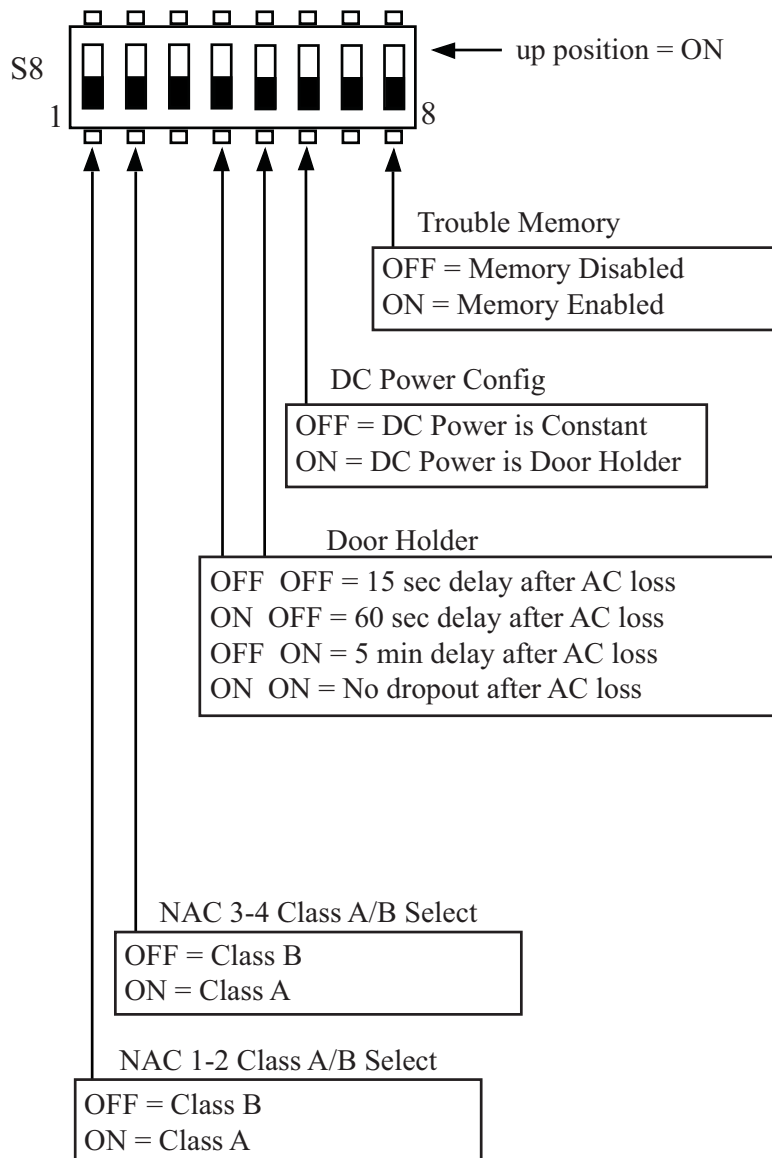 up position = ON
S8
1
8
Trouble Memory
OFF = Memory Disabled
ON = Memory Enabled
DC Power Config
OFF = DC Power is Constant
ON = DC Power is Door Holder
Door Holder
OFF OFF = 15 sec delay after AC loss
ON OFF = 60 sec delay after AC loss
OFF ON = 5 min delay after AC loss
ON ON = No dropout after AC loss
NAC 3-4 Class A/B Select
OFF = Class B
ON = Class A
NAC 1-2 Class A/B Select
OFF = Class B
ON = Class A